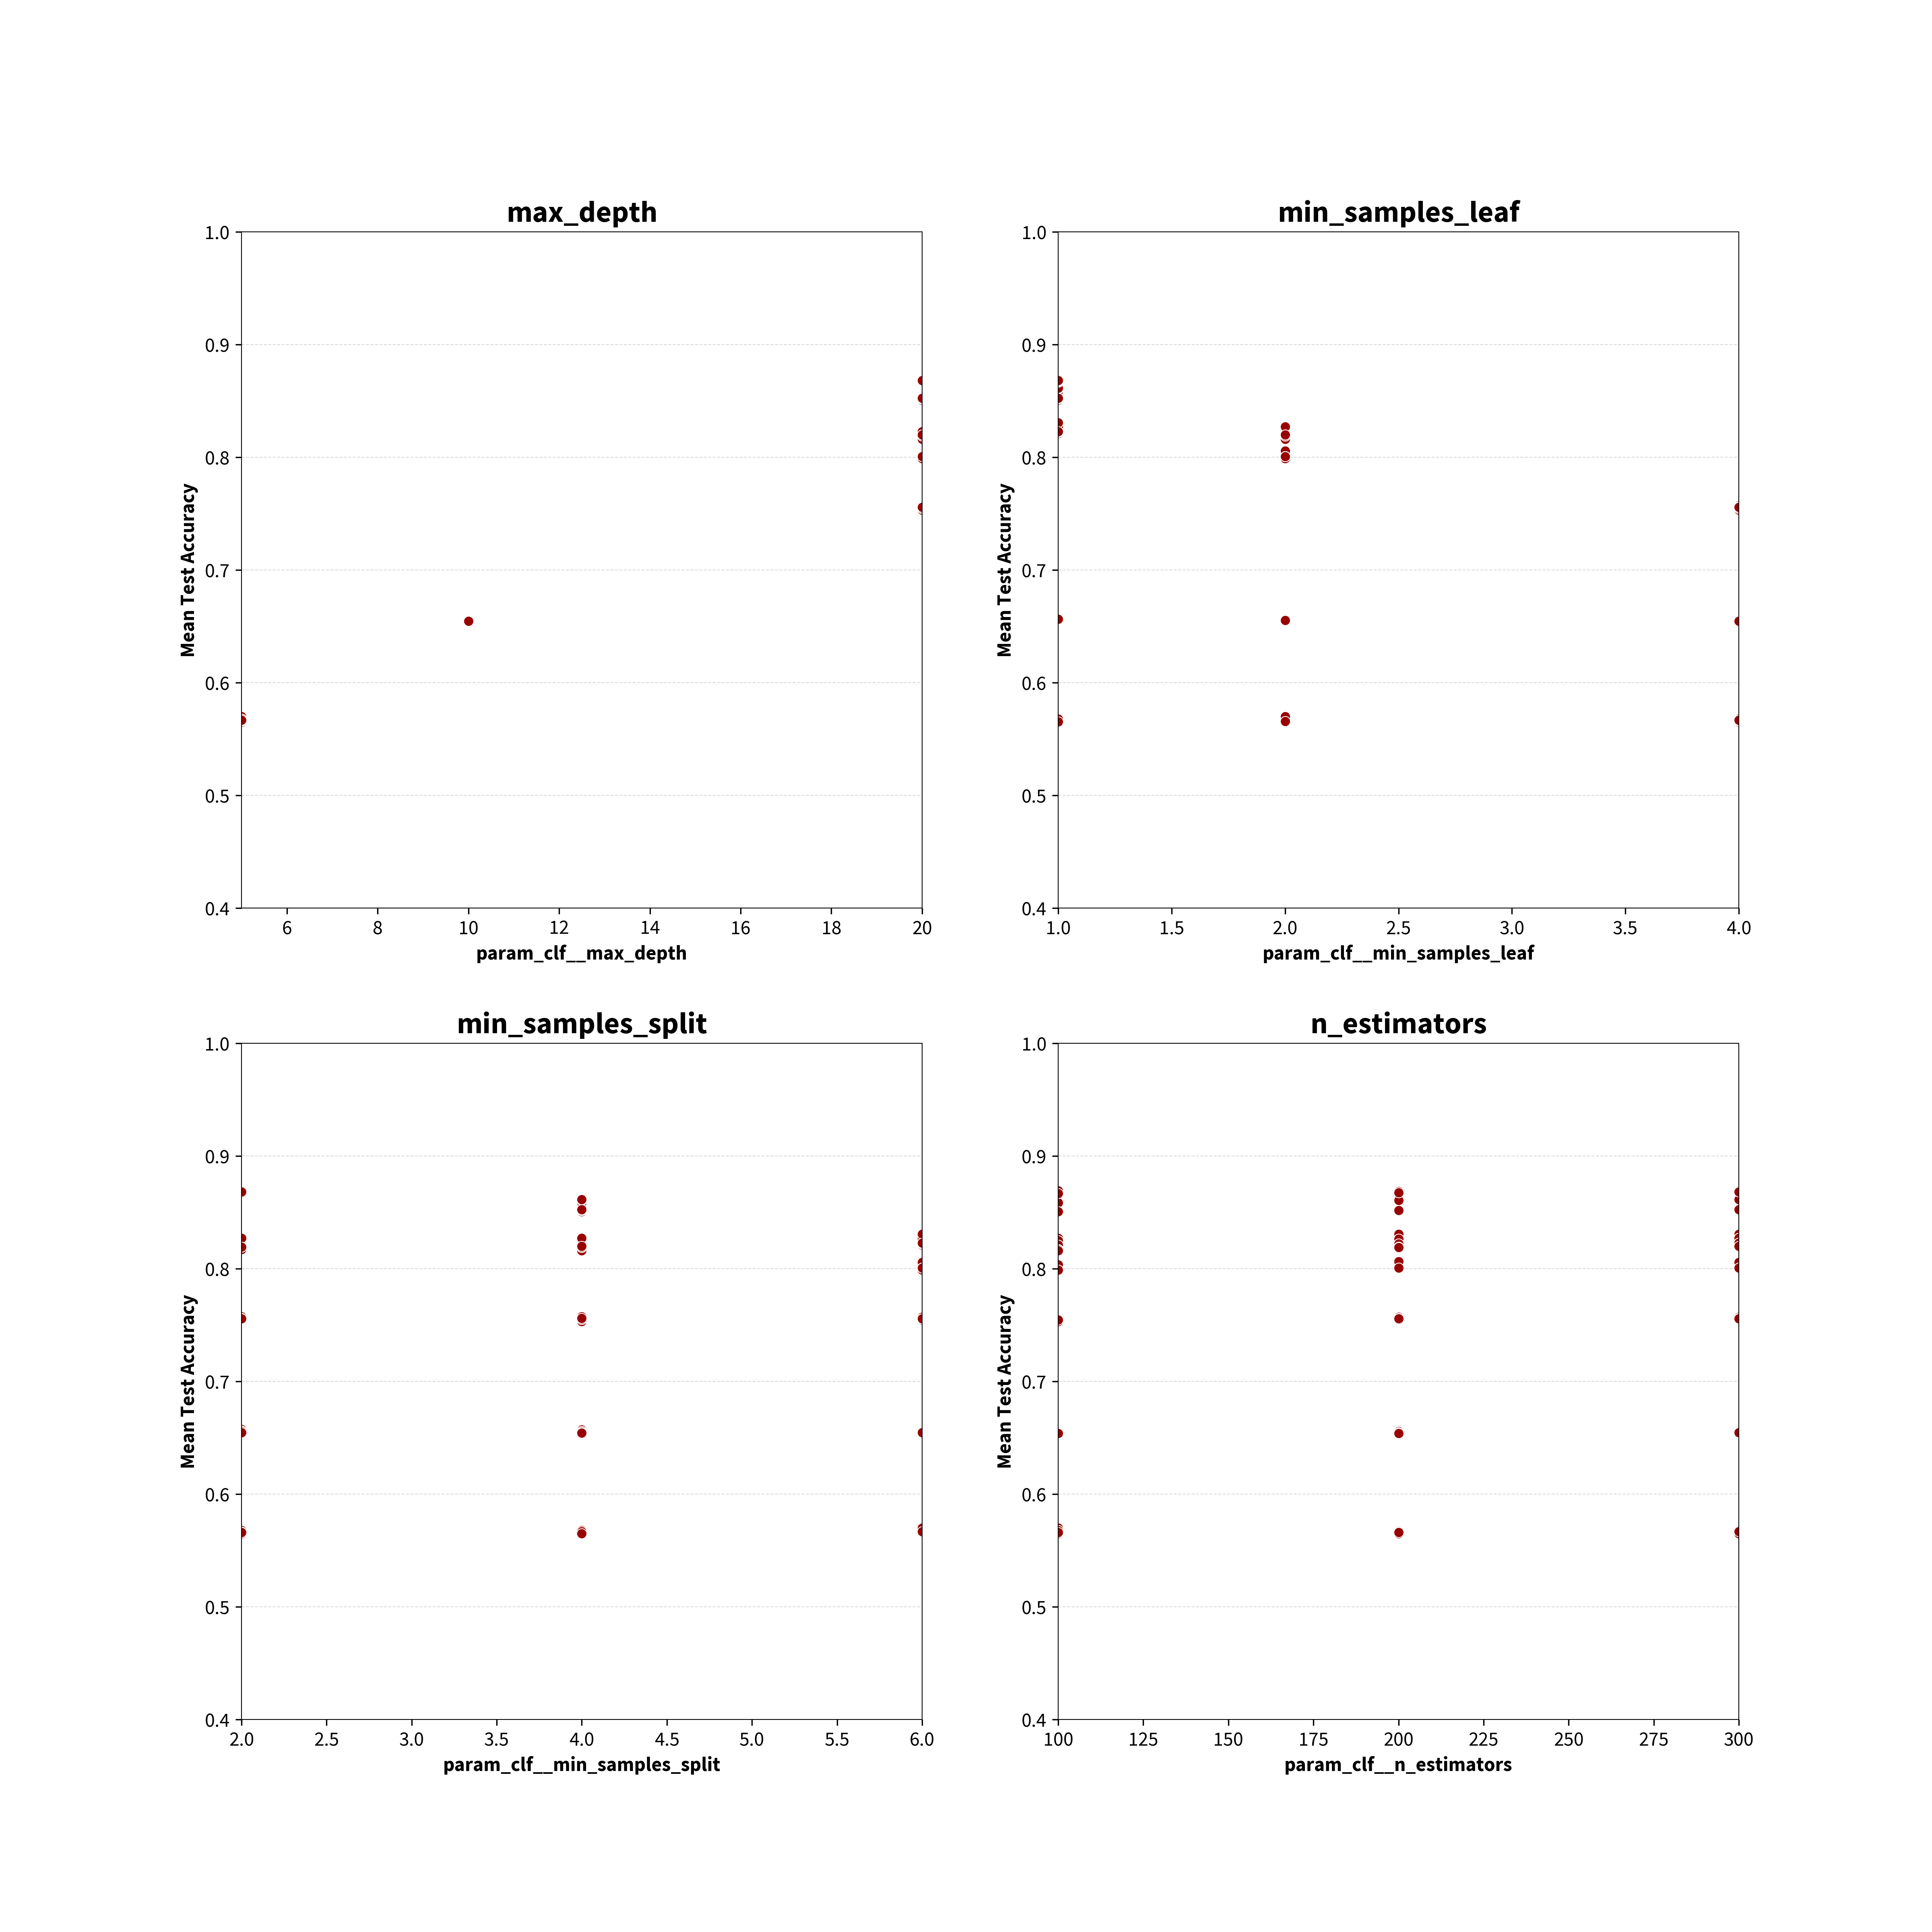 max_depth
1.0
0.9
0.8
0.7
0.6
0.5
0.4
Mean Test Accuracy
6 8 10 12 14 16 18 20
param_clf__max_depth
min_samples_leaf
1.0
0.9
0.8
0.7
0.6
0.5
0.4
Mean Test Accuracy
1.0 1.5 2.0 2.5 3.0 3.5 4.0
param_clf__min_samples_leaf
min_samples_split
1.0
0.9
0.8
0.7
0.6
0.5
0.4
Mean Test Accuracy
2.0 2.5 3.0 3.5 4.0 4.5 5.0 5.5 6.0
param_clf__min_samples_split
n_estimators
1.0
0.9
0.8
0.7
0.6
0.5
0.4
Mean Test Accuracy
100 125 150 175 200 225 250 275 300
param_clf__n_estimators